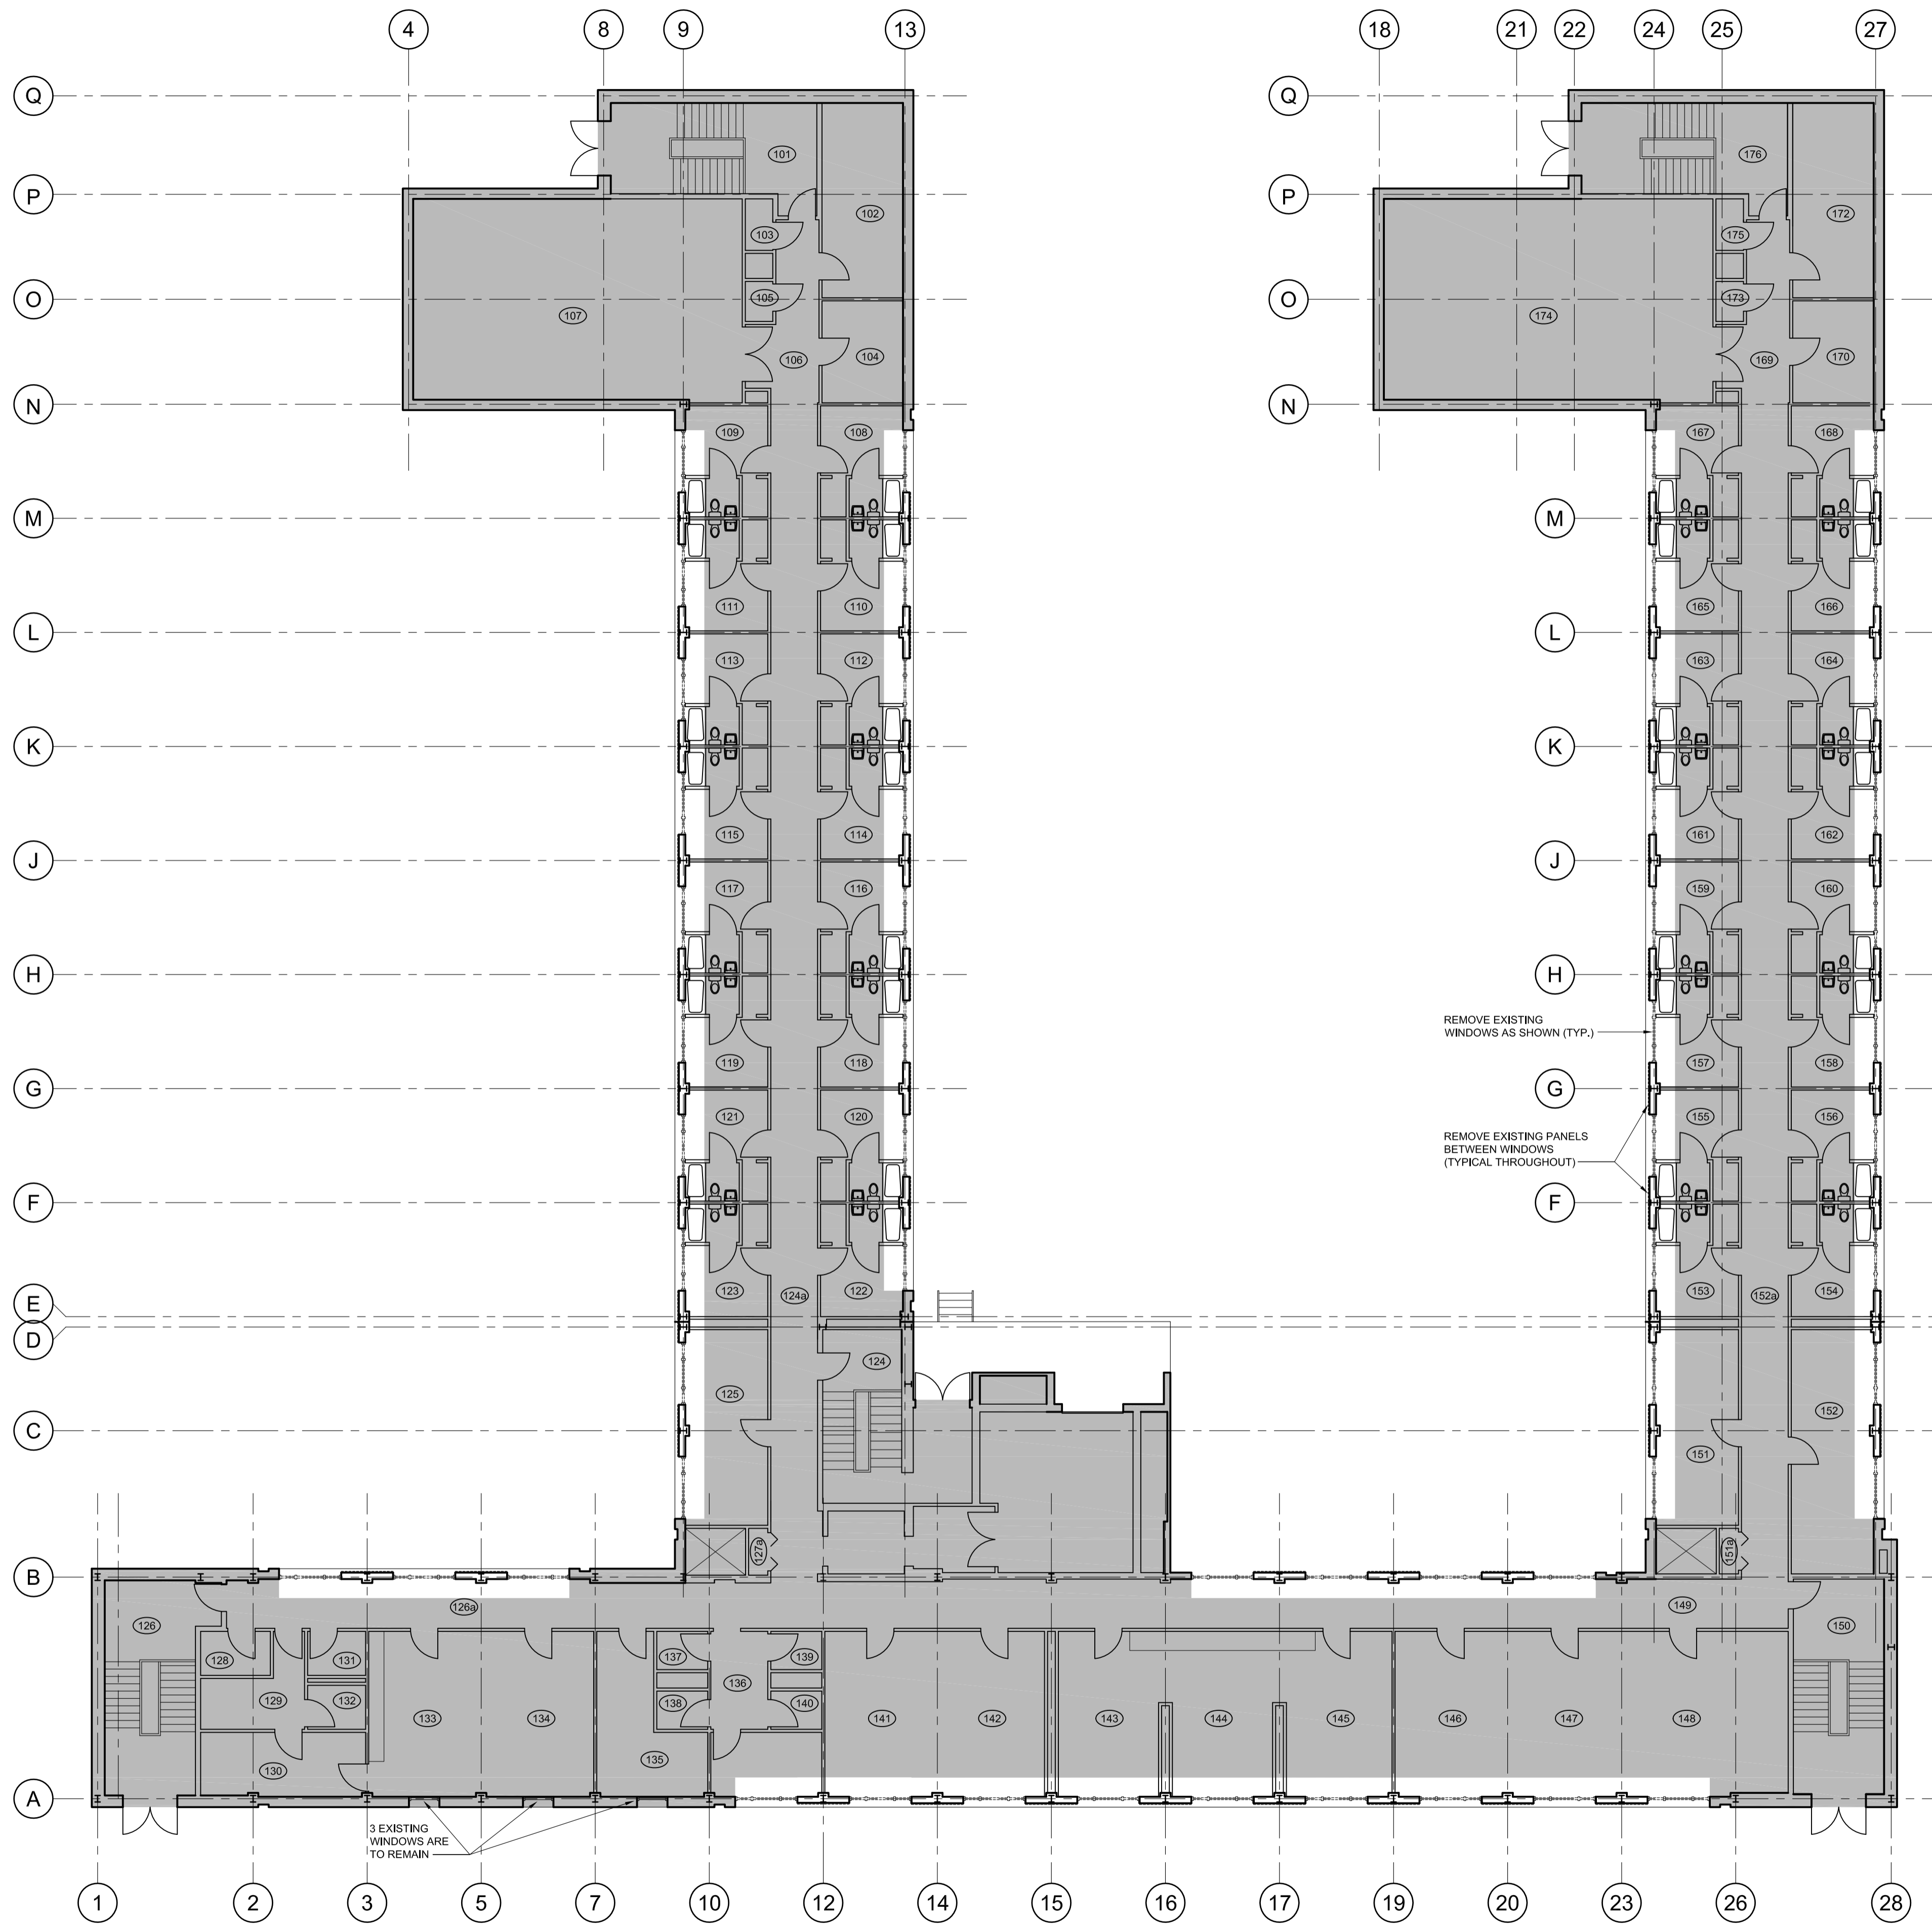 4 8 9 13 18 21 22 24 25 27
Q Q
101 176
P P
102 172
103 175
O 105 O 173
107 174
106 104 169 170
N N
109 108 167 168
M M
111 110 165 166
L L
113 112 163 164
K K
115 114 161 162
J J
117 116 159 160
H H
REMOVE EXISTING
WINDOWS AS SHOWN (TYP.)
119 118 157 158
G G
121 120 155 156
REMOVE EXISTING PANELS
BETWEEN WINDOWS
(TYPICAL THROUGHOUT)
F F
123 124a 122 153 152a 154
E
D
124
125
152
C
151
127a 151a
B
126a 149
126 150
128 131 137 139
136
129 132 138 140
133 134 141 142 143 144 145 146 147 148
135
130
A
3 EXISTING
WINDOWS ARE
TO REMAIN
1 2 3 5 7 10 12 14 15 16 17 19 20 23 26 28